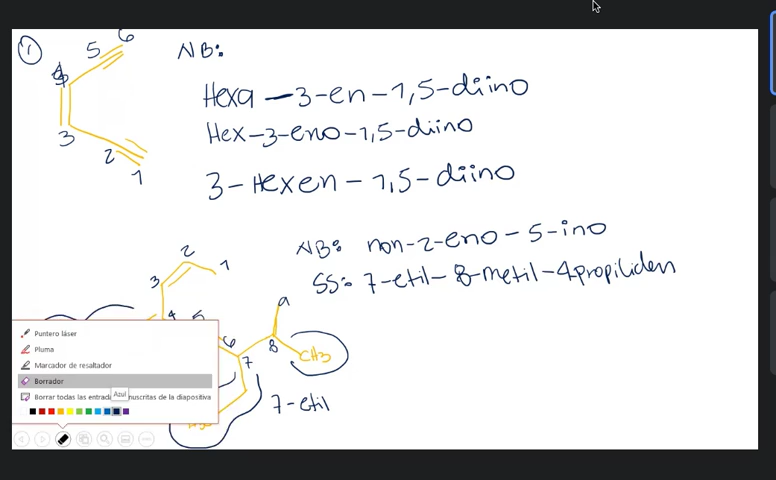 1
6
5
NB:
4
Hexa-3-en-1,5-diino
Hex-3-eno-1,5-diino
3
2
1
3-Hexen-1,5-diino
NB: non-2-eno-5-ino
SS: 7-etil-8-metil-4propiliden
2
1
3
4
5
6
7
8
9
CH3
7-etil
Puntero láser
Pluma
Marcador de resaltador
Borrador
Azul
Borrar todas las entrada nuscritas de la diapositiva